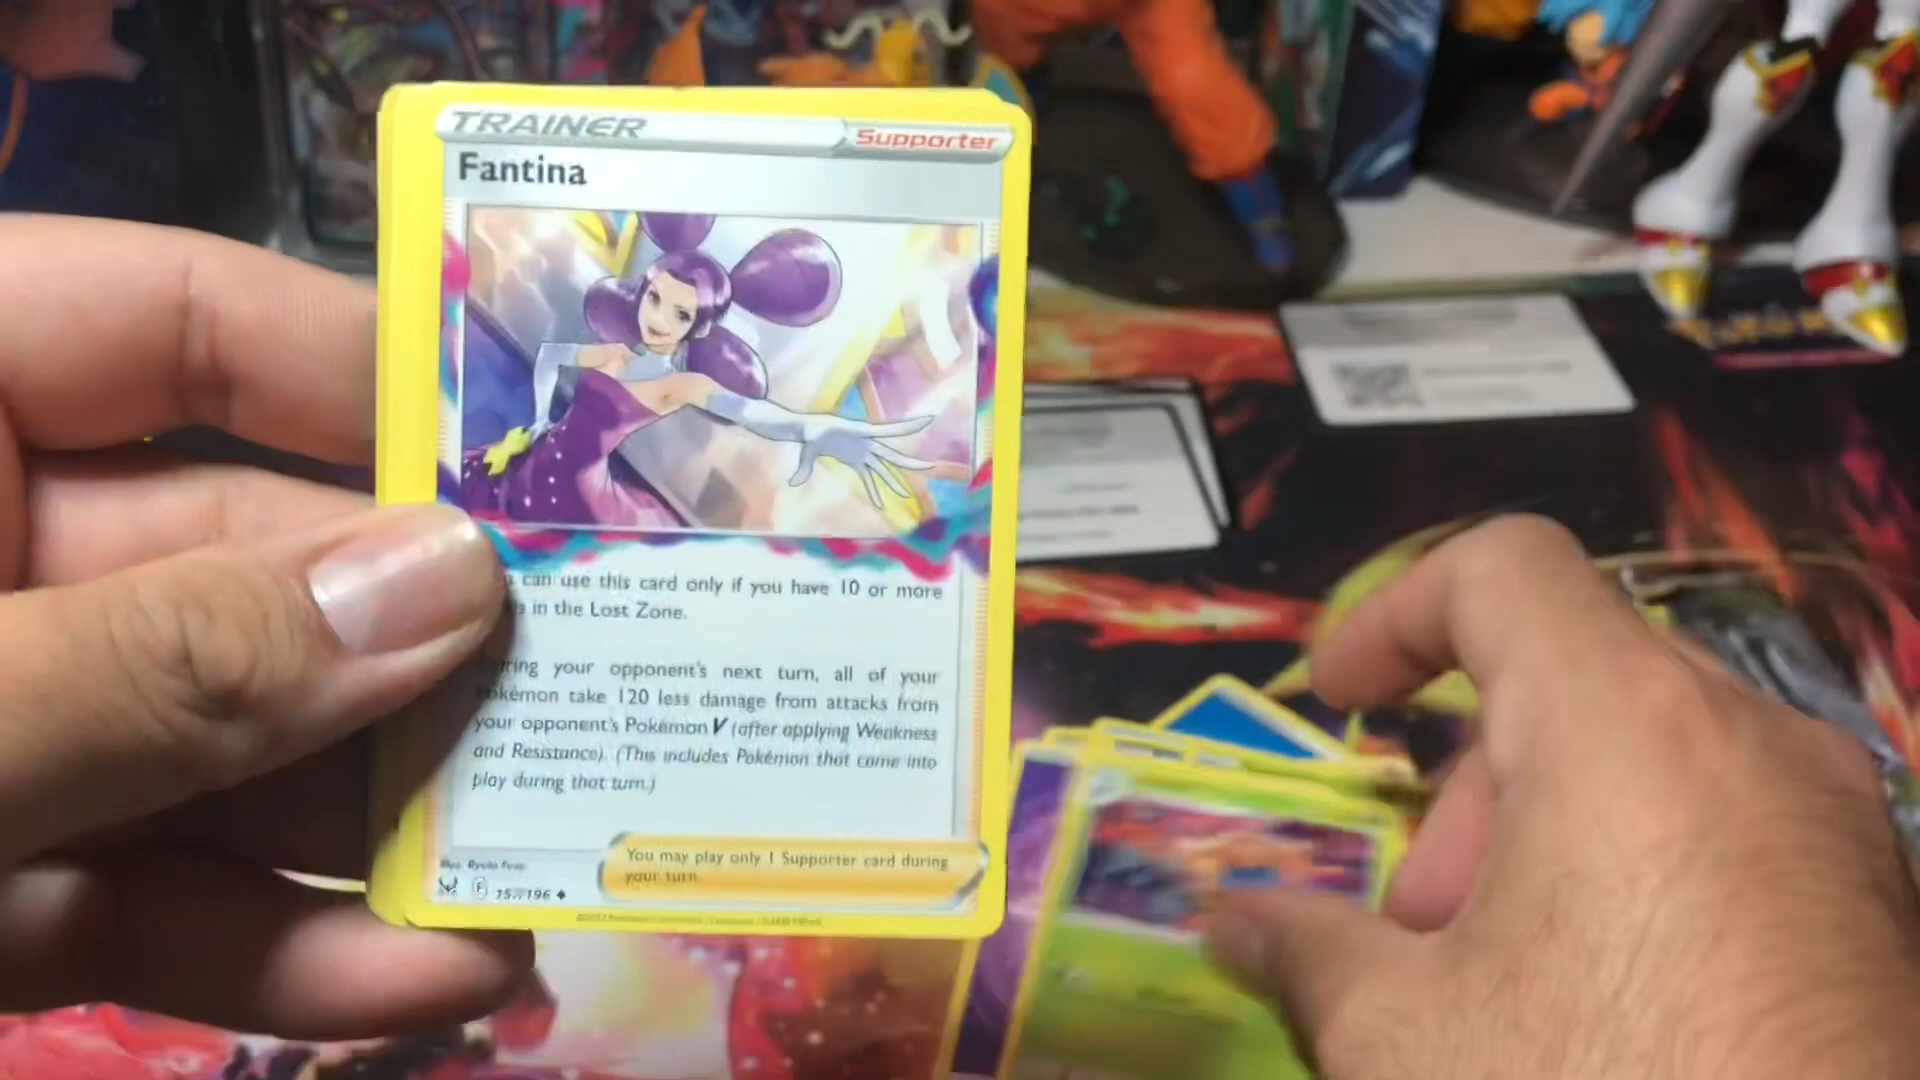 TRAINER
Supporter
Fantina
can use this card only if you have 10 or more
in the Lost Zone.
your opponent's next turn, all of your
take 120 less damage from attacks from
your opponent's Pokémon V (after applying Weakness
and Resistance). (This includes Pokémon that come into
play during that turn.)
You may play only 1 Supporter card during
your turn.
Illus.
F
196